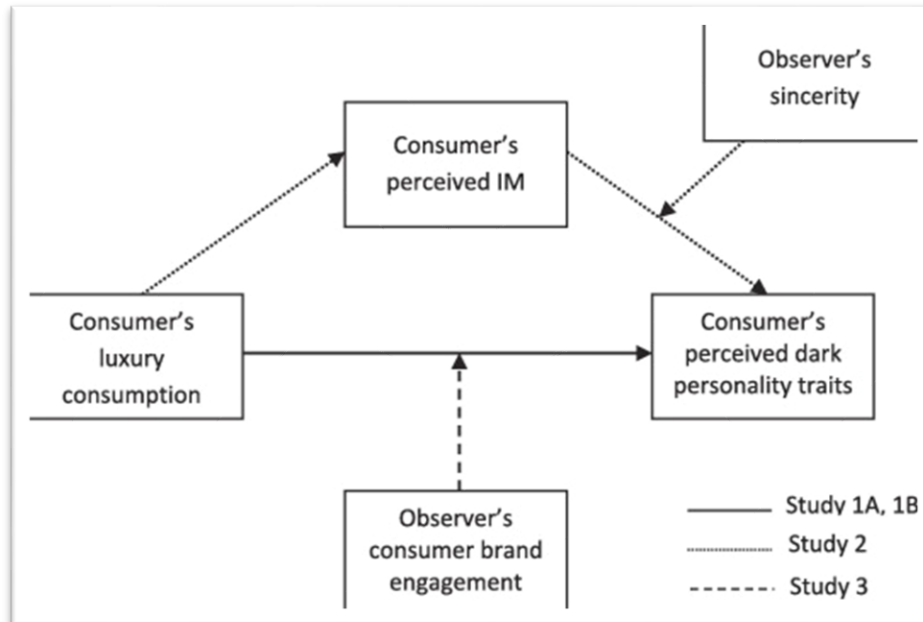 Observer's
sincerity
Consumer's
perceived IM
Consumer's
luxury
consumption
Consumer's
perceived dark
personality traits
Observer's
consumer brand
engagement
Study 1A, 1B
Study 2
Study 3